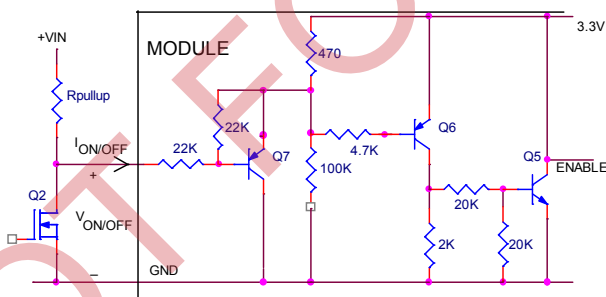 3.3V
+VIN
MODULE
470
Rpullup
I ON/OFF
22K
22K
Q7
4.7K
Q6
Q5
100K
ENABLE
+
Q2
V ON/OFF
20K
2K
20K
–
GND